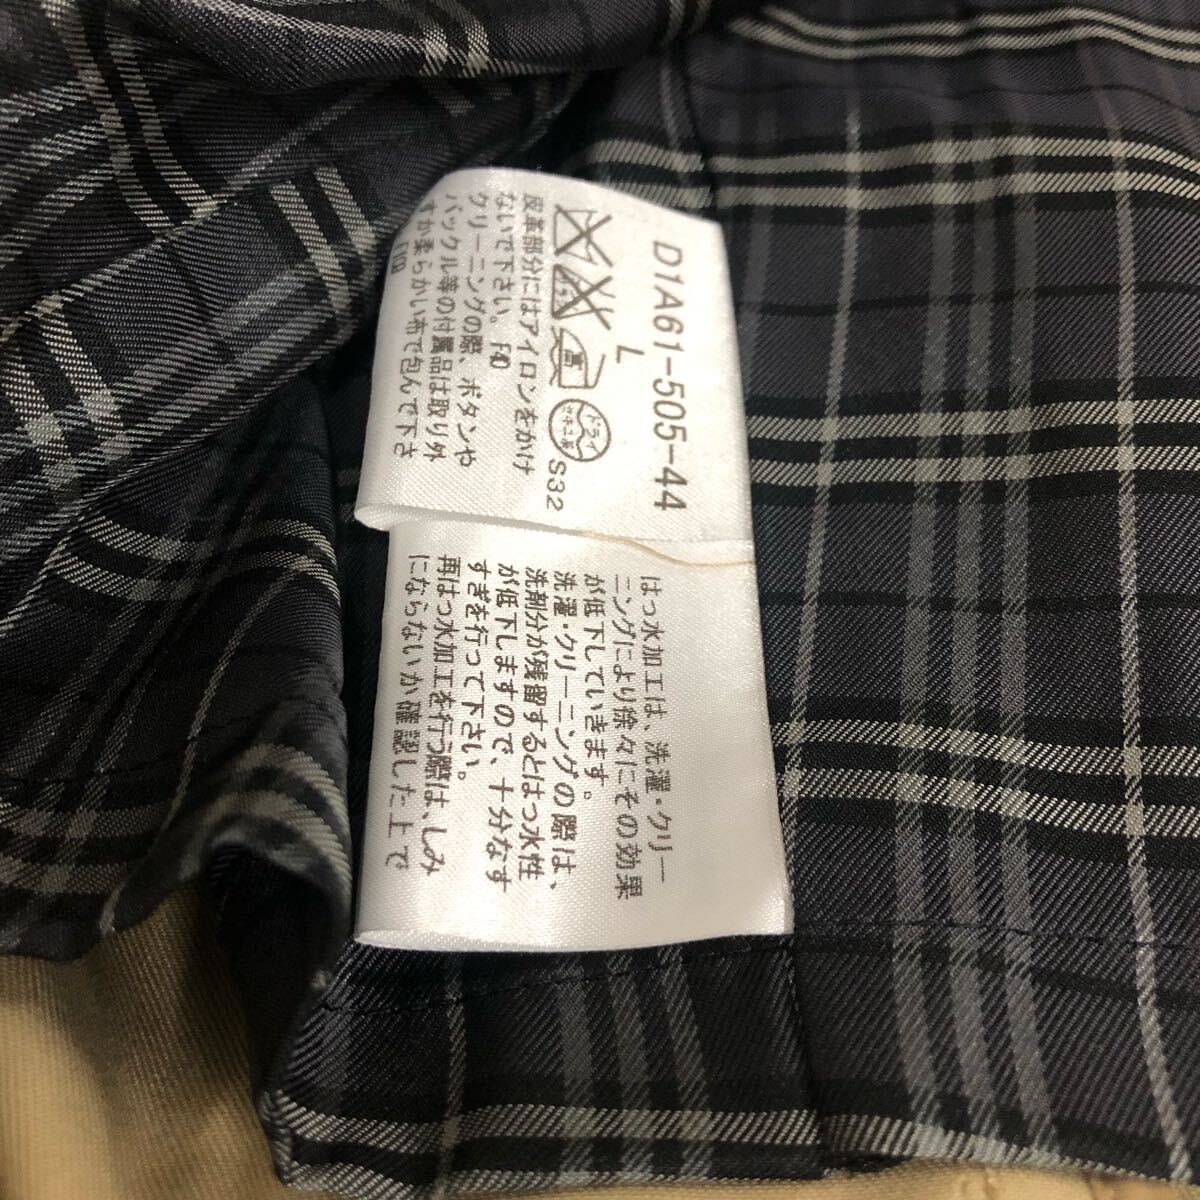 D1A61-505-44
L
ドライ
セキユ系
S32
皮革部分にはアイロンをかけ
ないで下さい。F40
クリーニングの際、ボタンや
バックル等の付属品は取り外
すか柔らかい布で包んで下さ
はっ水加工は、洗濯・クリー
ニングにより徐々にその効果
が低下していきます。
洗濯・クリーニングの際は、
洗剤分が残留するとはっ水性
が低下しますので、十分なす
すぎを行って下さい。
再はっ水加工を行う際は、しみ
にならないか確認した上で